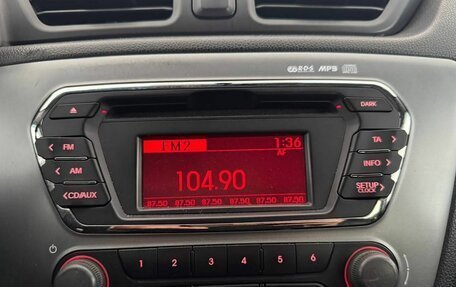 RDS MP3
DARK
FM
AM
CD/AUX
FM2 1:36
AF
104.90
87.50 87.50 87.50 87.50 87.50 87.50
TA
INFO
SETUP
CLOCK
1 2 3 4 5 6